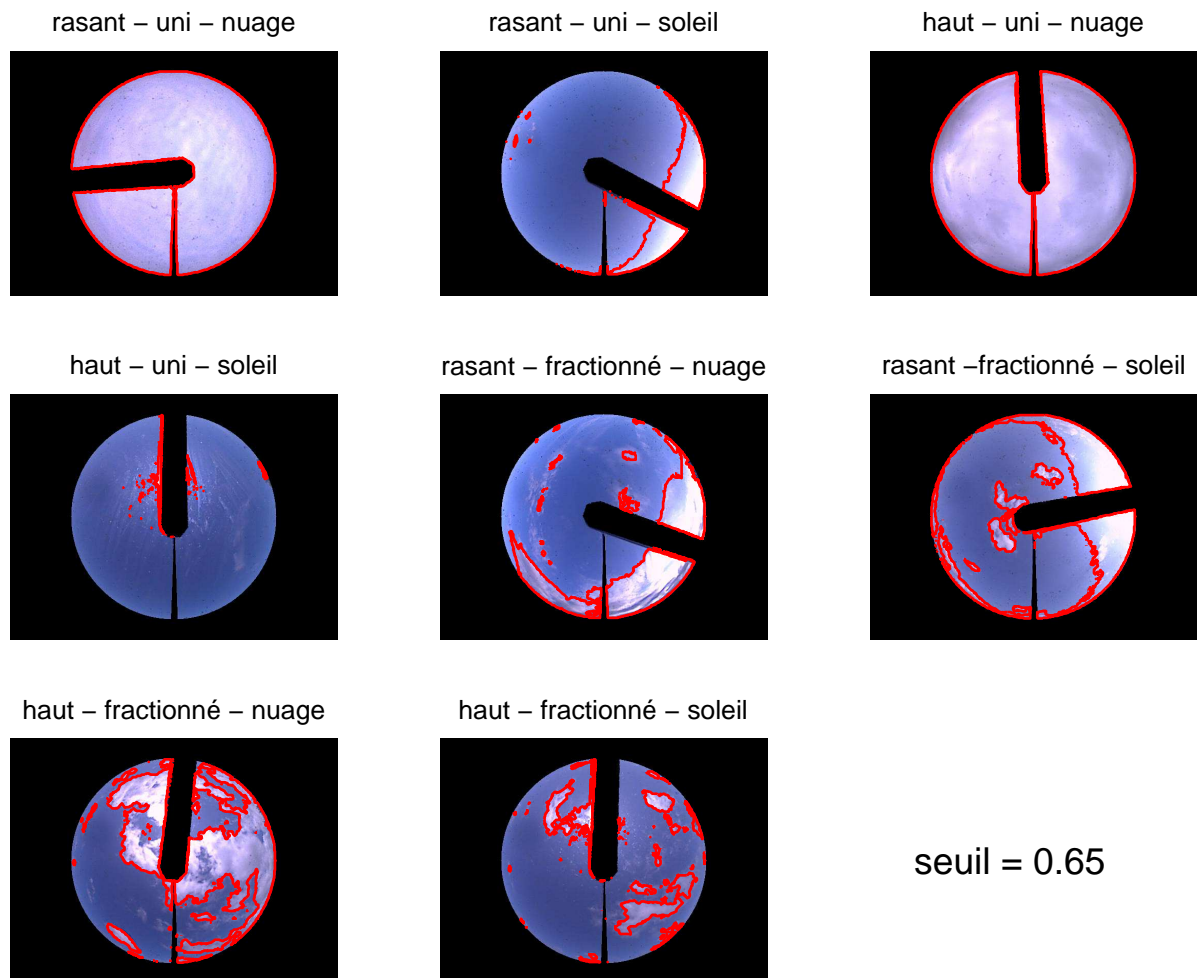 rasant − uni − nuage
rasant − uni − soleil
haut − uni − nuage
haut − uni − soleil
rasant − fractionné − nuage
rasant −fractionné − soleil
haut − fractionné − nuage
haut − fractionné − soleil
seuil = 0.65